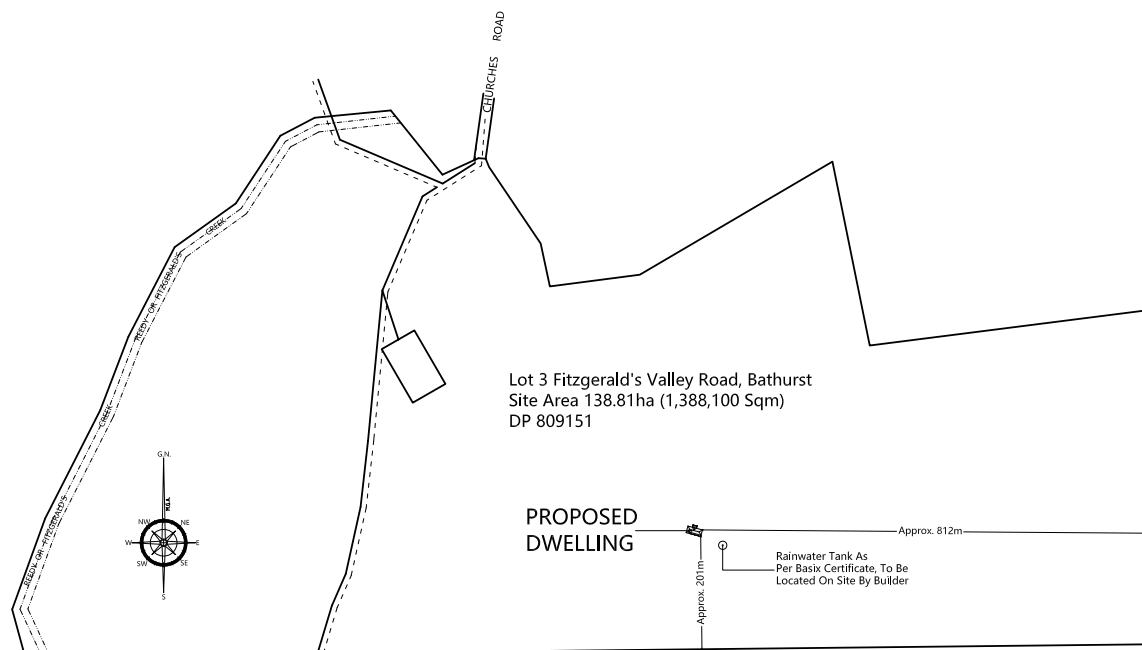 CHURCHES ROAD
REEDY OR FITZGERALD'S CREEK
REEDY OR FITZGERALD'S CREEK
Lot 3 Fitzgerald's Valley Road, Bathurst
Site Area 138.81ha (1,388,100 Sqm)
DP 809151
G.N.
M.G.A.
NW
NE
W
E
SW
SE
S
PROPOSED
DWELLING
Approx. 812m
Approx. 201m
Rainwater Tank As
Per Basix Certificate, To Be
Located On Site By Builder